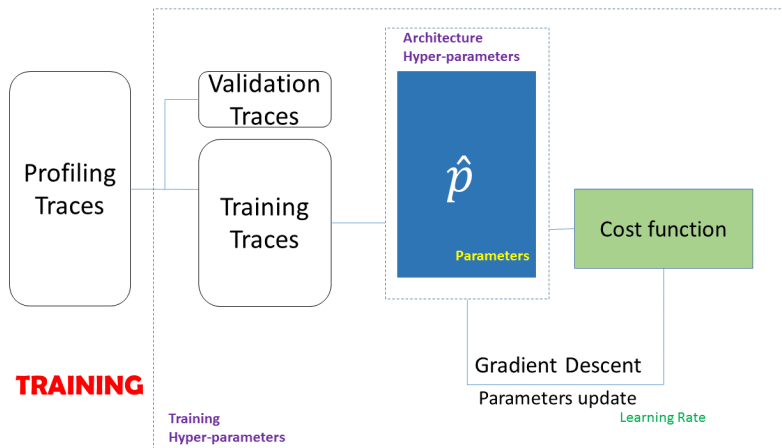 Architecture
Hyper-parameters
Validation
Traces
Profiling
Traces
Training
Traces
p̂
Parameters
Cost function
Gradient Descent
Parameters update
Learning Rate
TRAINING
Training
Hyper-parameters